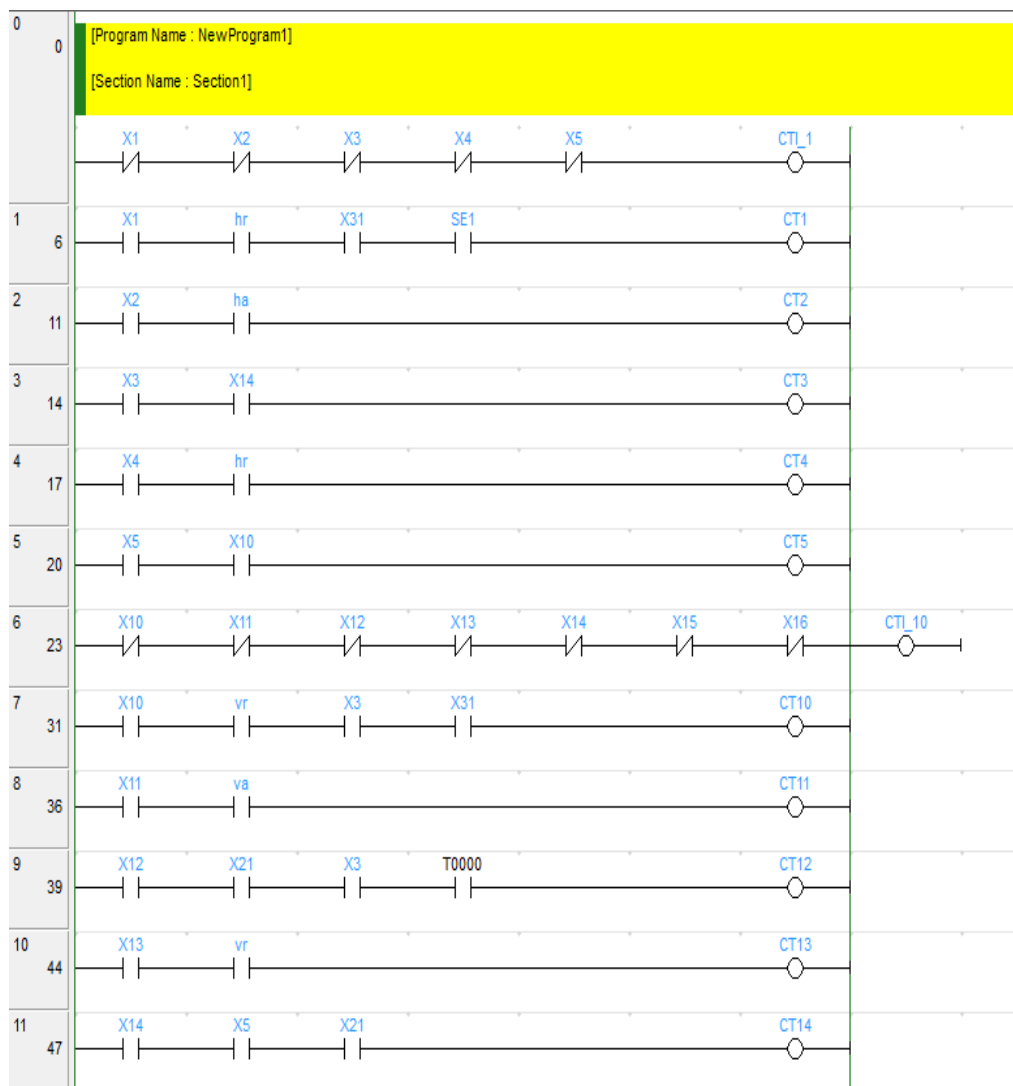 0
0
[Program Name : NewProgram1]
[Section Name : Section1]
X1 X2 X3 X4 X5 CTI_1
1
X1 hr X31 SE1 CT1
6
2
X2 ha CT2
11
3
X3 X14 CT3
14
4
X4 hr CT4
17
5
X5 X10 CT5
20
6
X10 X11 X12 X13 X14 X15 X16 CTI_10
23
7
X10 vr X3 X31 CT10
31
8
X11 va CT11
36
9
X12 X21 X3 T0000 CT12
39
10
X13 vr CT13
44
11
X14 X5 X21 CT14
47